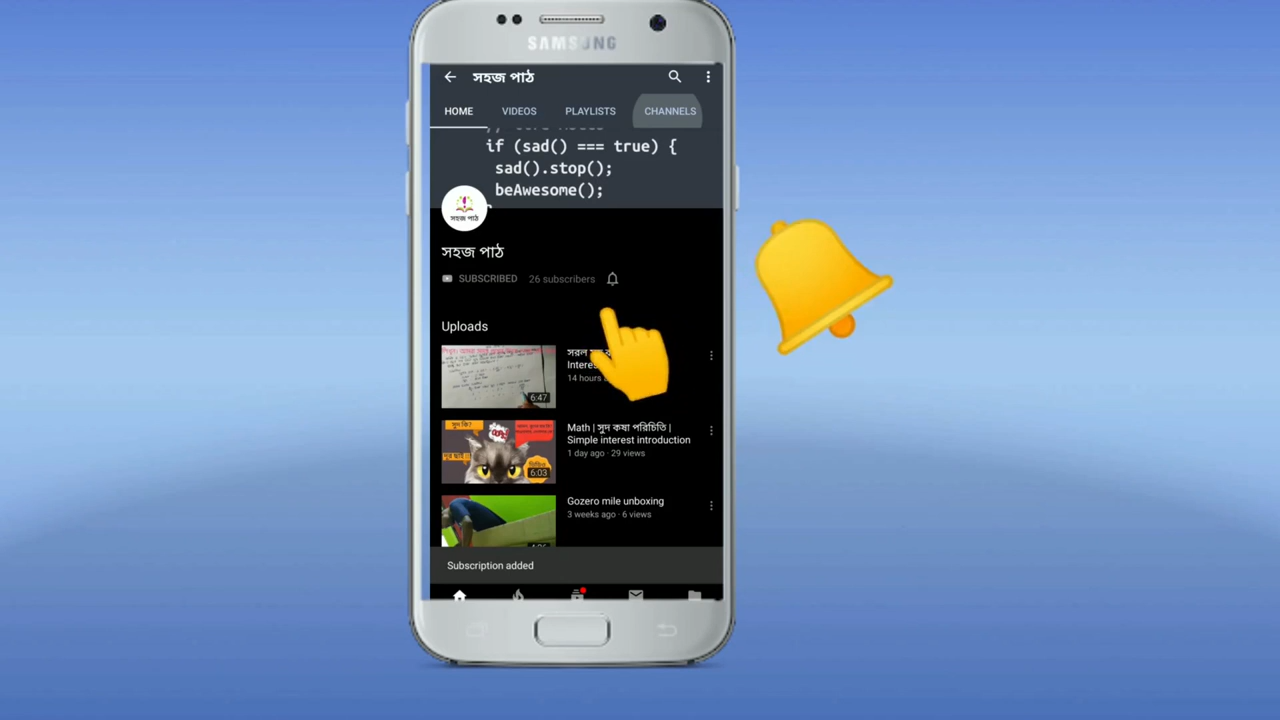 SAMSUNG
সহজ পাঠ
HOME VIDEOS PLAYLISTS CHANNELS
if (sad() === true) {
sad().stop();
beAwesome();
সহজ পাঠ
সহজ পাঠ
SUBSCRIBED 26 subscribers
Uploads
সরল
14 hours
6:47
Math | সুদ কষা পরিচিতি |
Simple interest introduction
1 day ago · 29 views
সুদ কি?
6:03
Gozero mile unboxing
3 weeks ago · 6 views
Subscription added